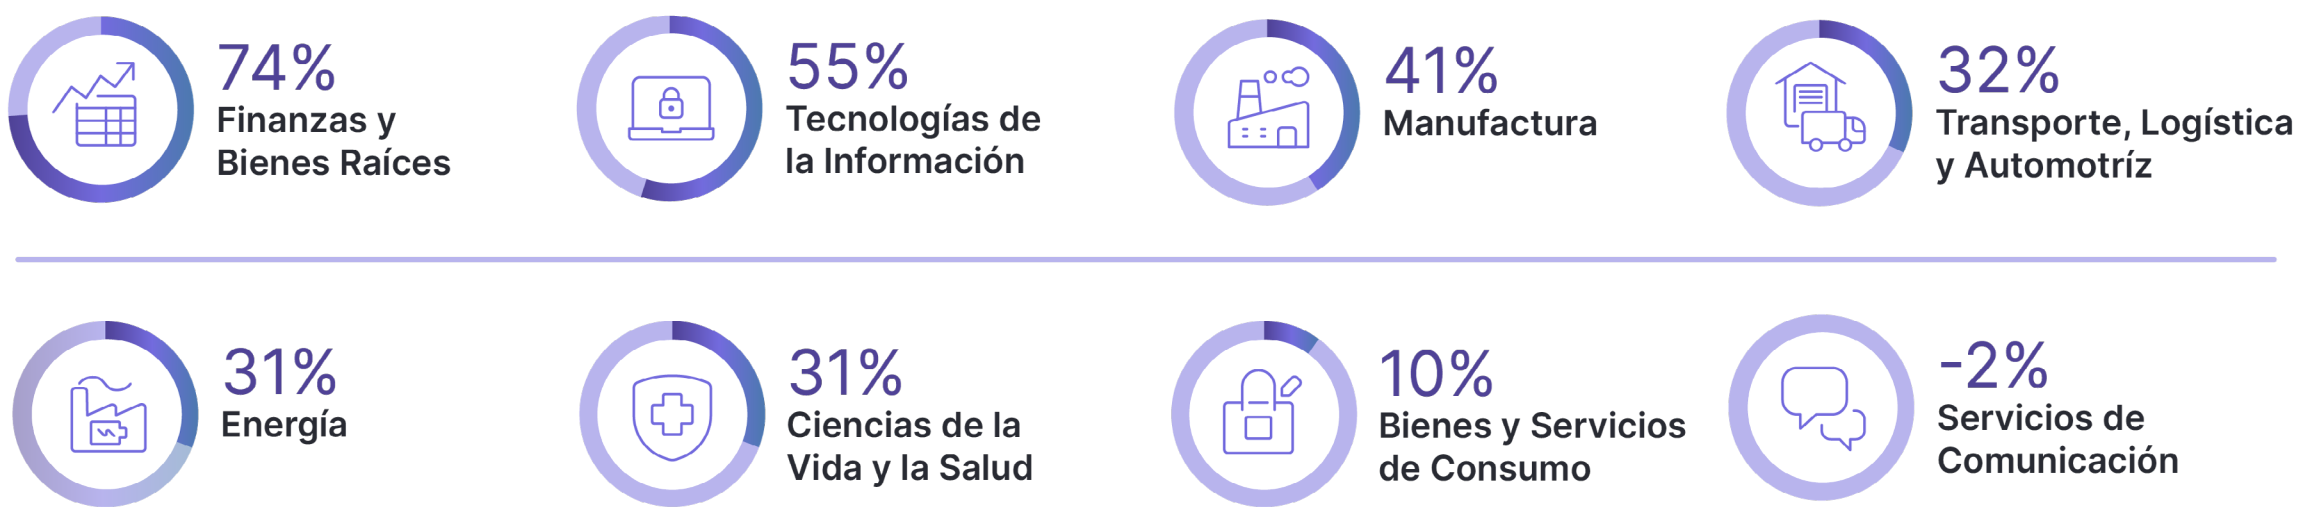 74%
Finanzas y
Bienes Raíces
55%
Tecnologías de
la Información
41%
Manufactura
32%
Transporte, Logística
y Automotríz
31%
Energía
31%
Ciencias de la
Vida y la Salud
10%
Bienes y Servicios
de Consumo
-2%
Servicios de
Comunicación